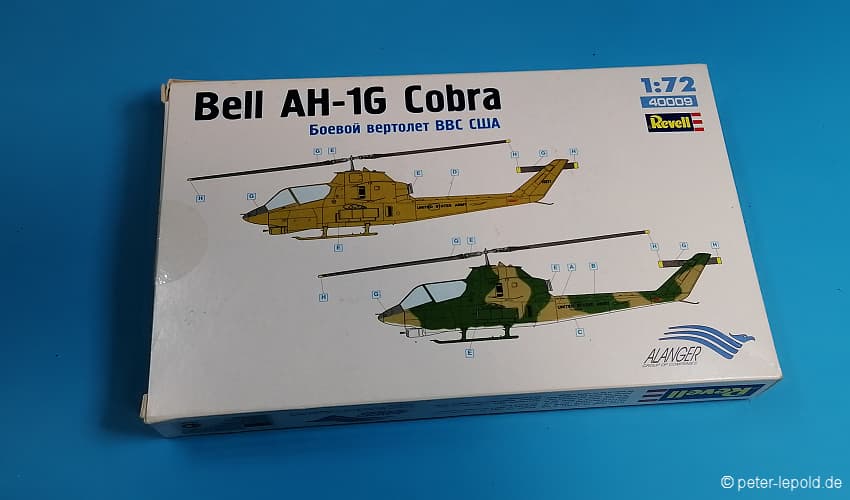 Bell AH-1G Cobra
Боевой вертолет ВВС США
1:72
40009
Revell
G E
H H
G
H
E D
G
H
UNITED STATES ARMY
E
G E
H G H
E A B
H
G
UNITED STATES ARMY
C
E
ALANGER
GROUP OF COMPANIES
Revell
© peter-lepold.de